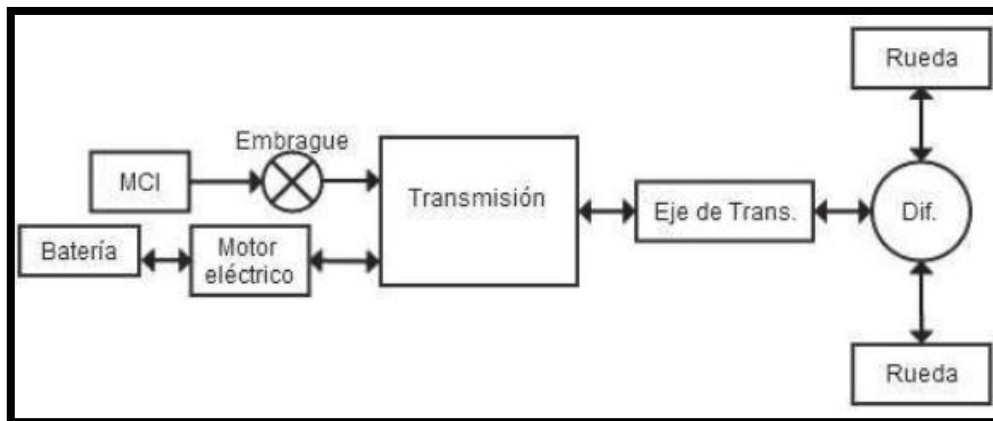 Rueda
Embrague
MCI
Transmisión
Eje de Trans.
Dif.
Batería
Motor
eléctrico
Rueda